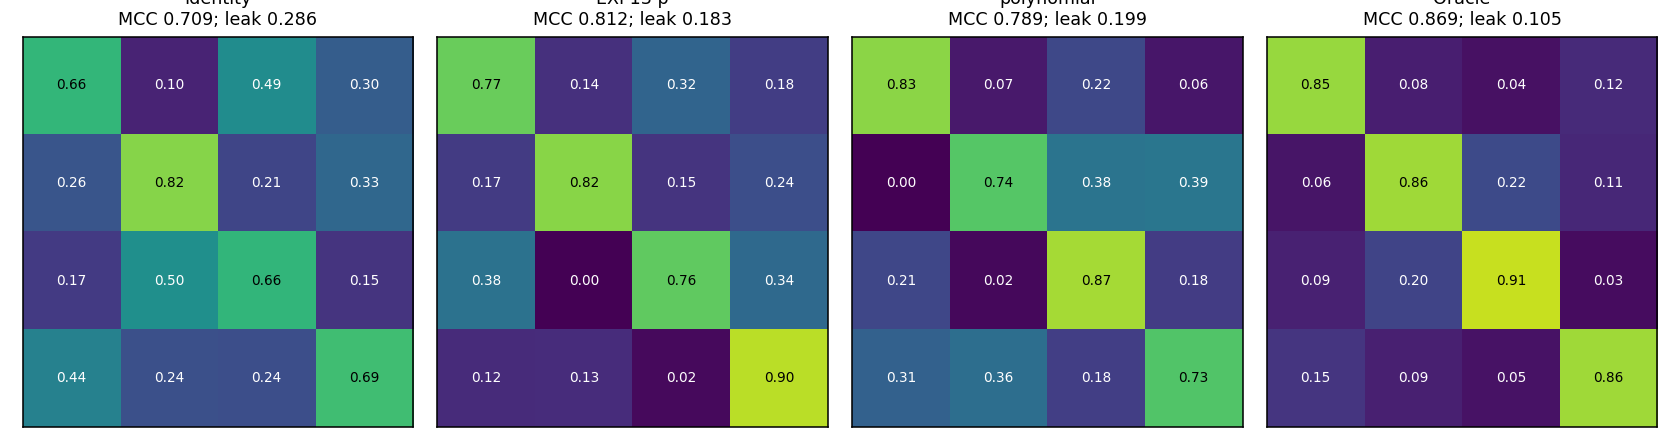 Identity
EXP15-p
polynomial
Oracle
MCC 0.709; leak 0.286
MCC 0.812; leak 0.183
MCC 0.789; leak 0.199
MCC 0.869; leak 0.105
0.66 0.10 0.49 0.30
0.26 0.82 0.21 0.33
0.17 0.50 0.66 0.15
0.44 0.24 0.24 0.69
0.77 0.14 0.32 0.18
0.17 0.82 0.15 0.24
0.38 0.00 0.76 0.34
0.12 0.13 0.02 0.90
0.83 0.07 0.22 0.06
0.00 0.74 0.38 0.39
0.21 0.02 0.87 0.18
0.31 0.36 0.18 0.73
0.85 0.08 0.04 0.12
0.06 0.86 0.22 0.11
0.09 0.20 0.91 0.03
0.15 0.09 0.05 0.86